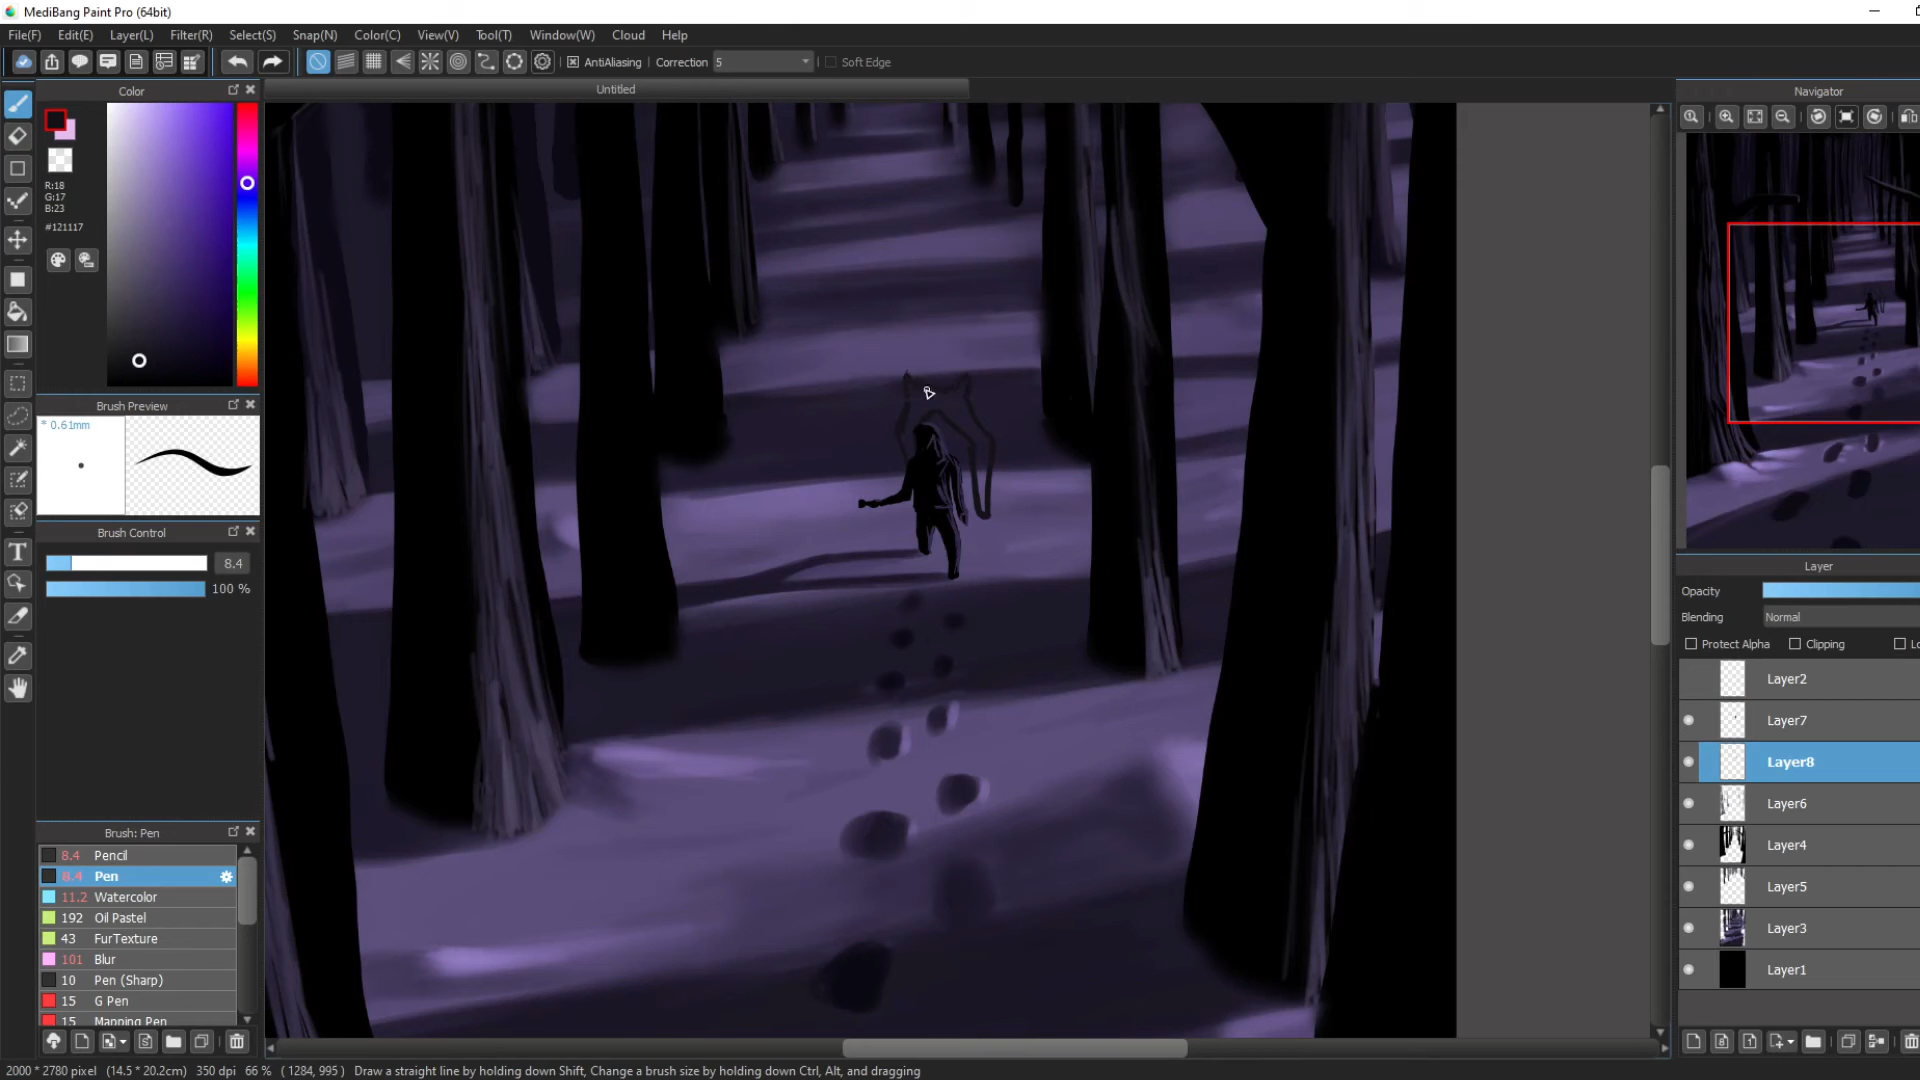 MediBang Paint Pro (64bit)
File(F) Edit(E) Layer(L) Filter(R) Select(S) Snap(N) Color(C) View(V) Tool(T) Window(W) Cloud Help
AntiAliasing Correction 5 Soft Edge
Color
Untitled
Navigator
R:18
G:17
B:23
#121117
Brush Preview
* 0.61mm
Brush Control
8.4
100 %
Layer
Opacity
Blending Normal
Protect Alpha Clipping Lo
Layer2
Layer7
Layer8
Layer6
Layer4
Layer5
Layer3
Layer1
Brush: Pen
8.4 Pencil
8.4 Pen
11.2 Watercolor
192 Oil Pastel
43 FurTexture
101 Blur
10 Pen (Sharp)
15 G Pen
15 Mapping Pen
2000 * 2780 pixel (14.5 * 20.2cm) 350 dpi 66 % ( 1284, 995 ) Draw a straight line by holding down Shift, Change a brush size by holding down Ctrl, Alt, and dragging